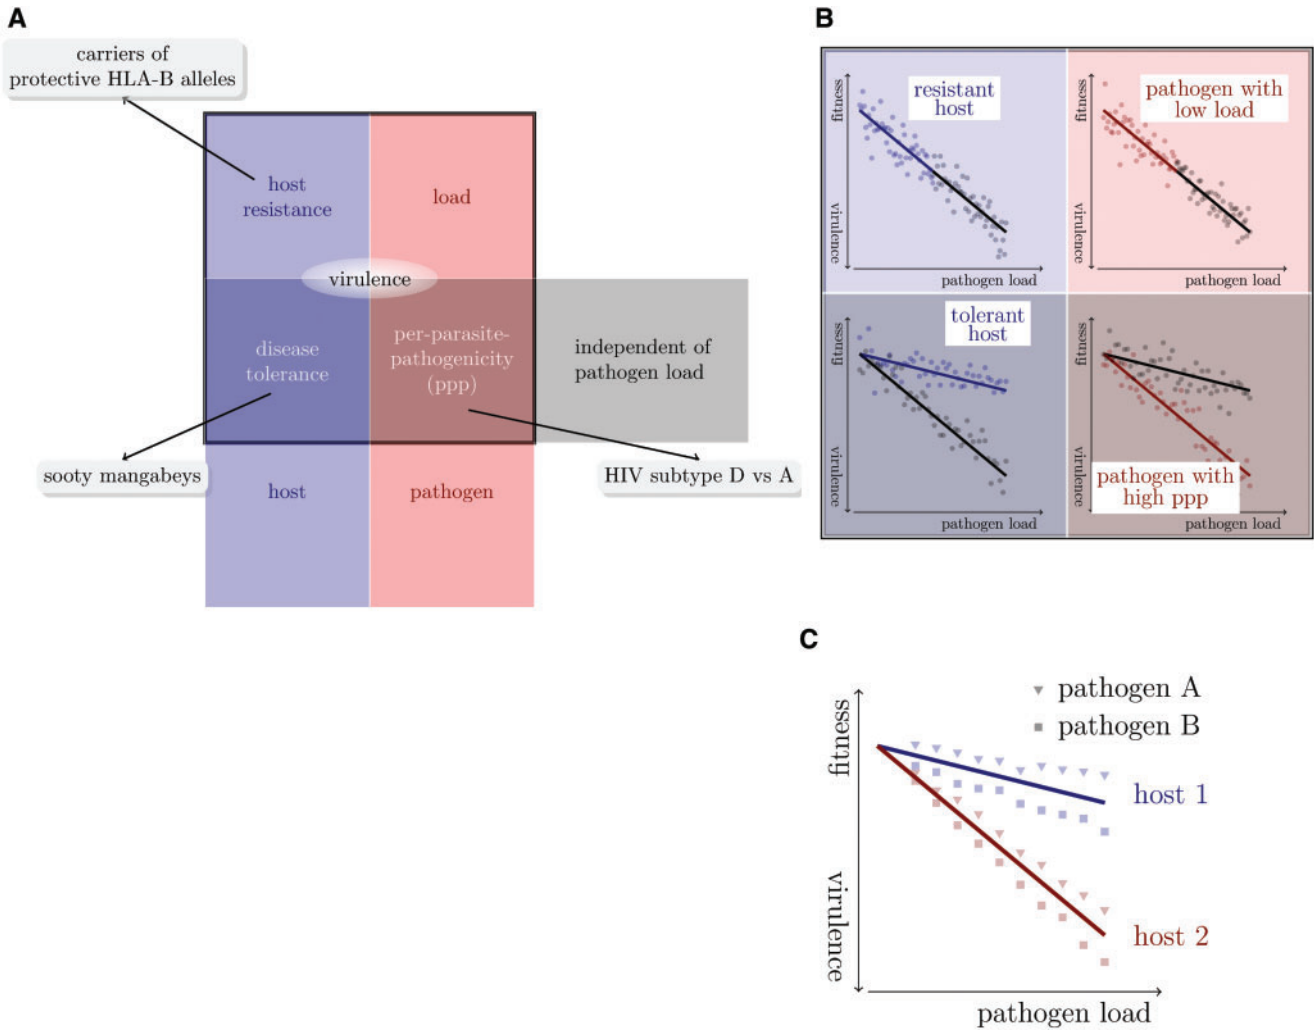 A
carriers of
protective HLA-B alleles
host
resistance
load
virulence
disease
tolerance
per-parasite-
pathogenicity
(ppp)
independent of
pathogen load
sooty mangabeys
HIV subtype D vs A
host
pathogen
B
fitness
virulence
resistant
host
pathogen load
fitness
virulence
pathogen with
low load
pathogen load
fitness
virulence
tolerant
host
pathogen load
fitness
virulence
pathogen with
high ppp
pathogen load
C
fitness
virulence
pathogen A
pathogen B
host 1
host 2
pathogen load